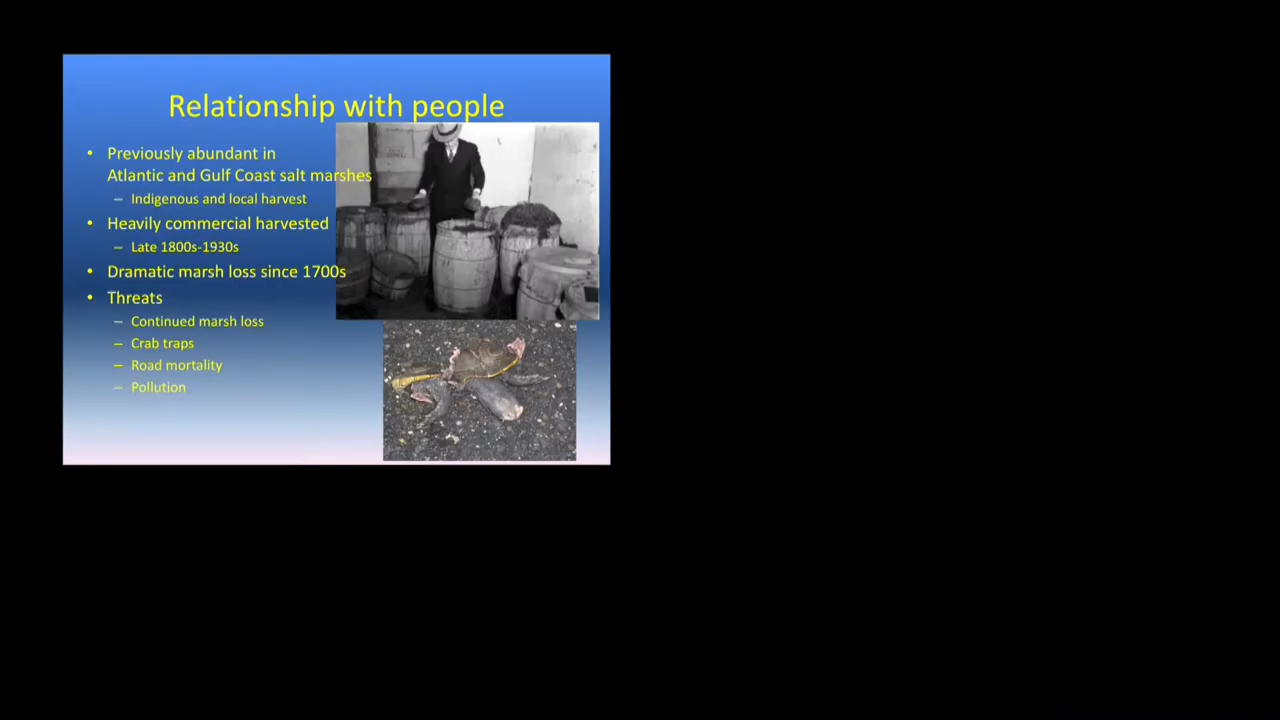 Relationship with people
• Previously abundant in
Atlantic and Gulf Coast salt marshes
– Indigenous and local harvest
• Heavily commercial harvested
– Late 1800s-1930s
• Dramatic marsh loss since 1700s
• Threats
– Continued marsh loss
– Crab traps
– Road mortality
– Pollution